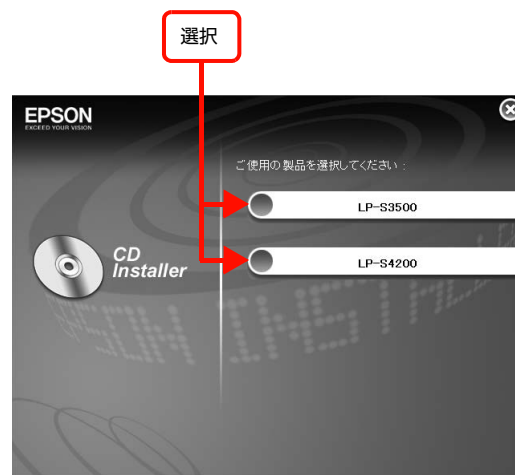 選択
EPSON
EXCEED YOUR VISION
ご使用の製品を選択してください：
LP-S3500
CD
Installer
LP-S4200